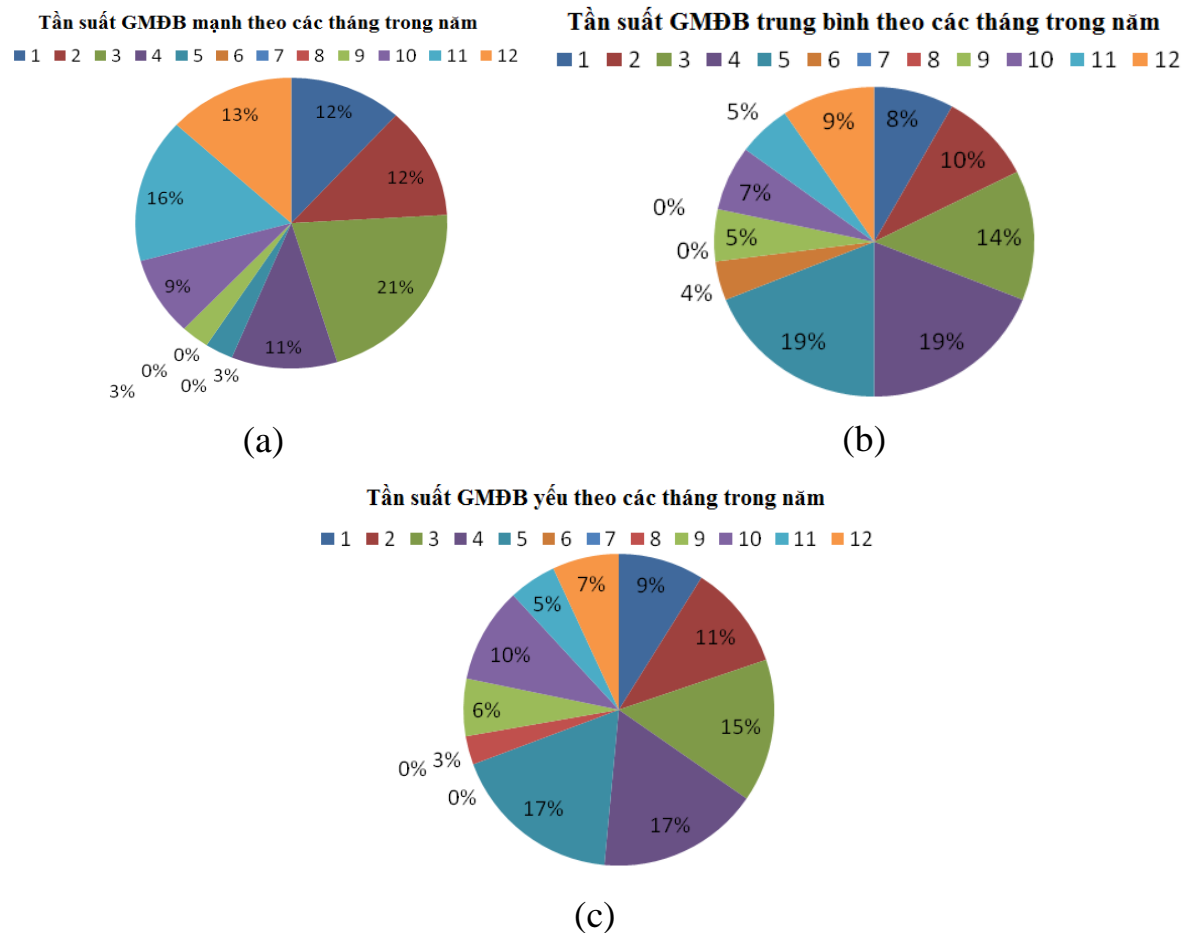 Tần suất GMĐB mạnh theo các tháng trong năm
1 2 3 4 5 6 7 8 9 10 11 12
13% 12%
12%
16%
21%
9%
11%
0%
0% 3%
3% 0%
(a)
Tần suất GMĐB trung bình theo các tháng trong năm
1 2 3 4 5 6 7 8 9 10 11 12
5% 9% 8%
10%
7%
0%
5% 14%
0%
4%
19% 19%
(b)
Tần suất GMĐB yếu theo các tháng trong năm
1 2 3 4 5 6 7 8 9 10 11 12
7% 9%
5%
11%
10%
6% 15%
0% 3%
0% 17% 17%
(c)